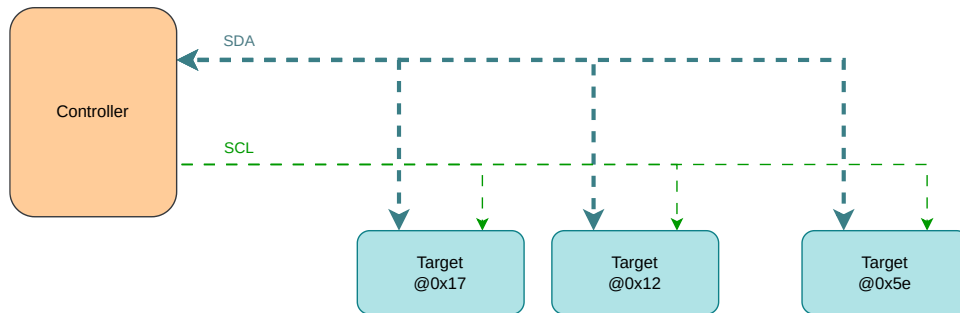 SDA
Controller
SCL
Target
@0x17
Target
@0x12
Target
@0x5e